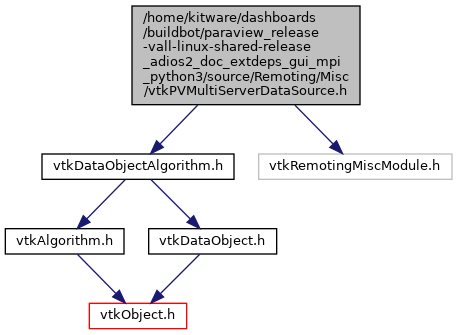 /home/kitware/dashboards
/buildbot/paraview_release
-vall-linux-shared-release
_adios2_doc_extdeps_gui_mpi
_python3/source/Remoting/Misc
/vtkPVMultiServerDataSource.h
vtkDataObjectAlgorithm.h
vtkRemotingMiscModule.h
vtkAlgorithm.h
vtkDataObject.h
vtkObject.h